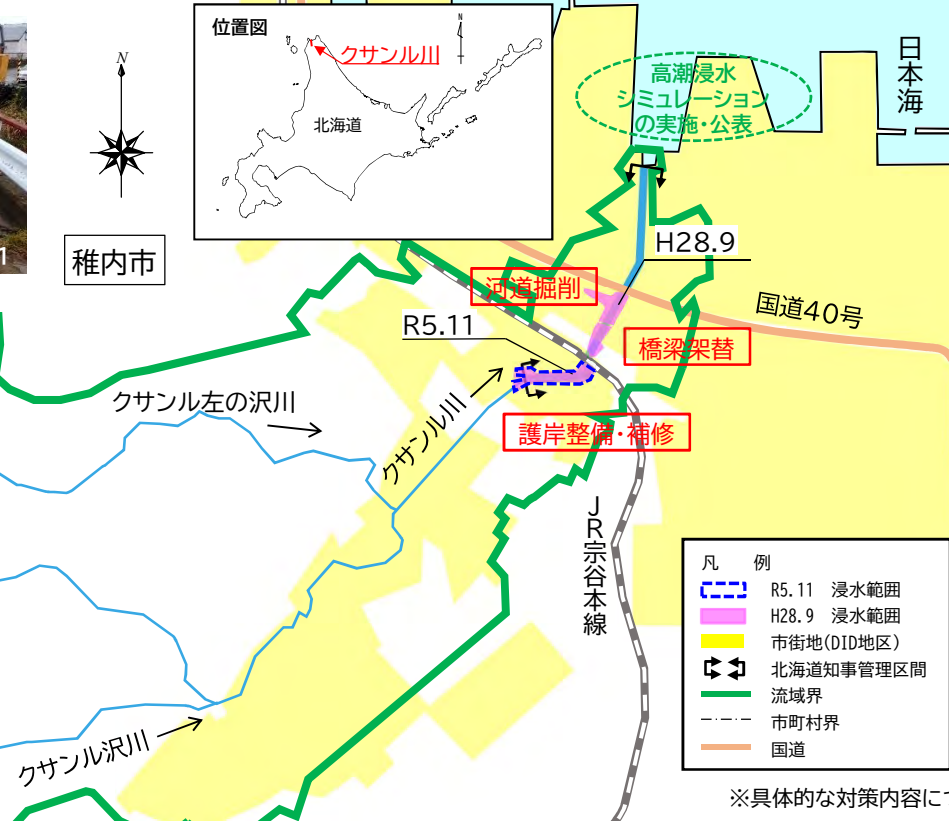 位置図
N
クサンル川
北海道
N
1
稚内市
日本海
高潮浸水
シミュレーション
の実施・公表
H28.9
河道掘削
国道40号
R5.11
橋梁架替
クサンル左の沢川
クサンル川
護岸整備・補修
JR宗谷本線
クサンル沢川
凡　例
R5.11　浸水範囲
H28.9　浸水範囲
市街地(DID地区)
北海道知事管理区間
流域界
市町村界
国道
※具体的な対策内容に